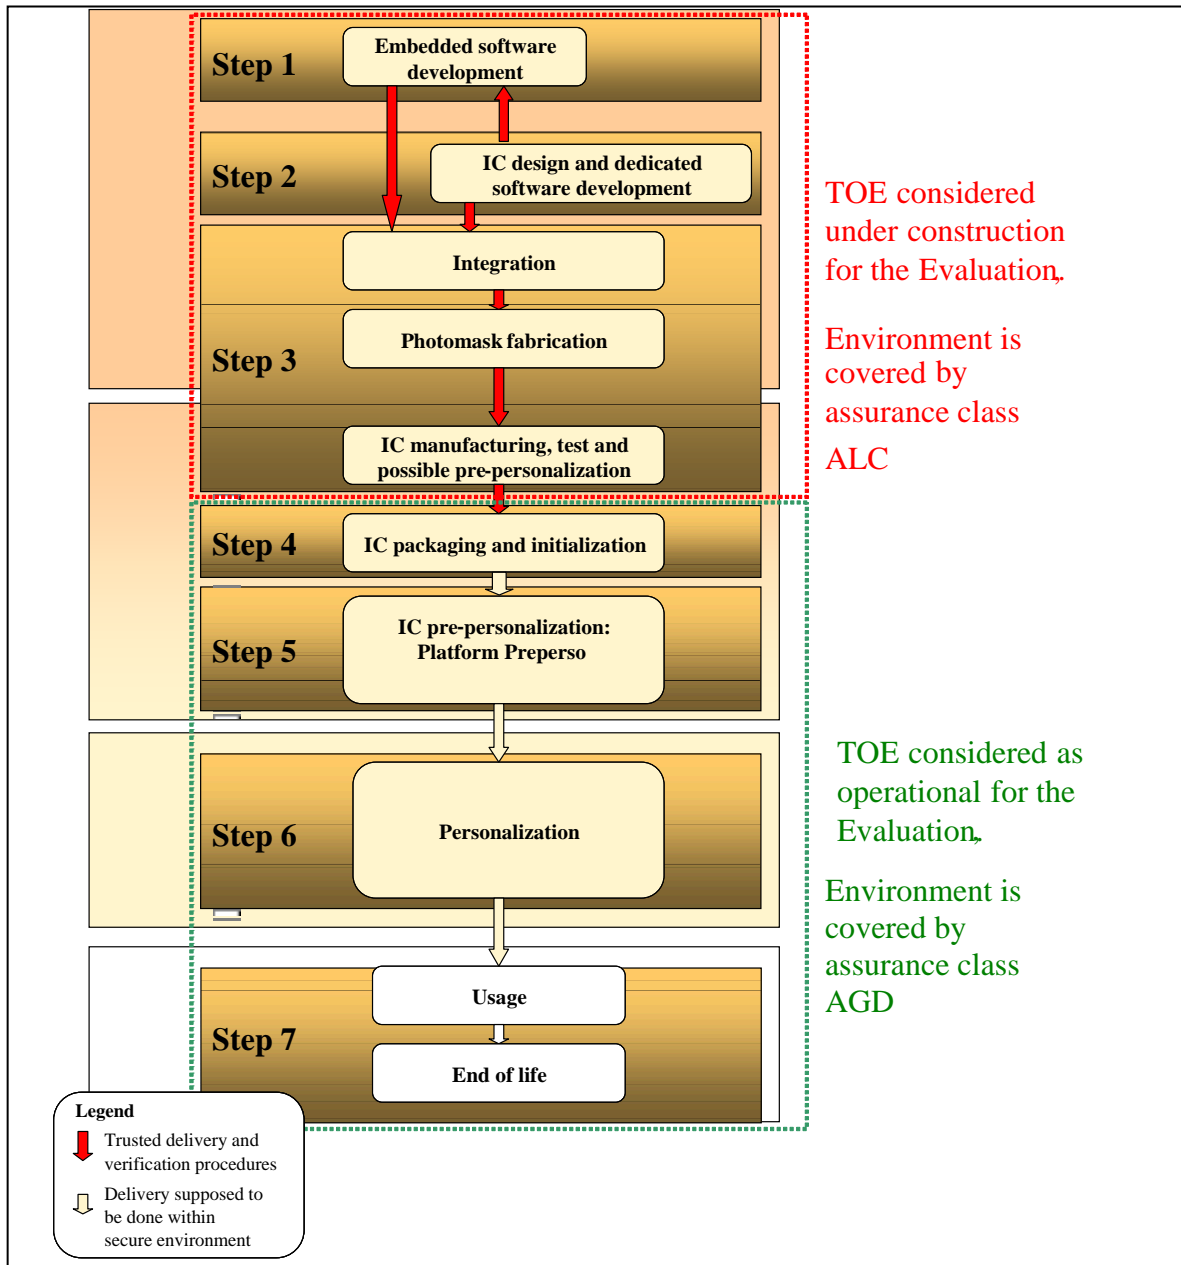 Step 1
Embedded software
development
Step 2
IC design and dedicated
software development
Step 3
Integration
Photomask fabrication
IC manufacturing, test and
possible pre-personalization
TOE considered
under construction
for the Evaluation,.
Environment is
covered by
assurance class
ALC
Step 4
IC packaging and initialization
Step 5
IC pre-personalization:
Platform Preperso
Step 6
Personalization
Step 7
Usage
End of life
TOE considered as
operational for the
Evaluation,.
Environment is
covered by
assurance class
AGD
Legend
Trusted delivery and
verification procedures
Delivery supposed to
be done within
secure environment